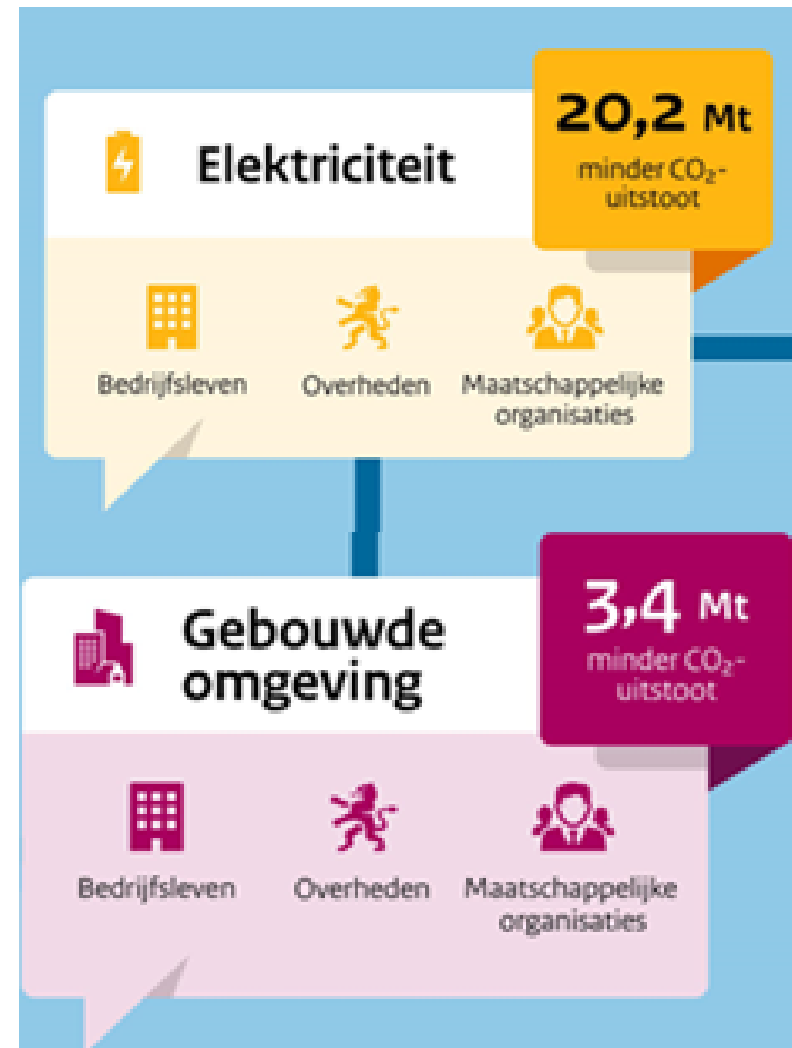 20,2 Mt
minder CO₂-
uitstoot
Elektriciteit
Bedrijfsleven
Overheden
Maatschappelijke
organisaties
3,4 Mt
minder CO₂-
uitstoot
Gebouwde
omgeving
Bedrijfsleven
Overheden
Maatschappelijke
organisaties